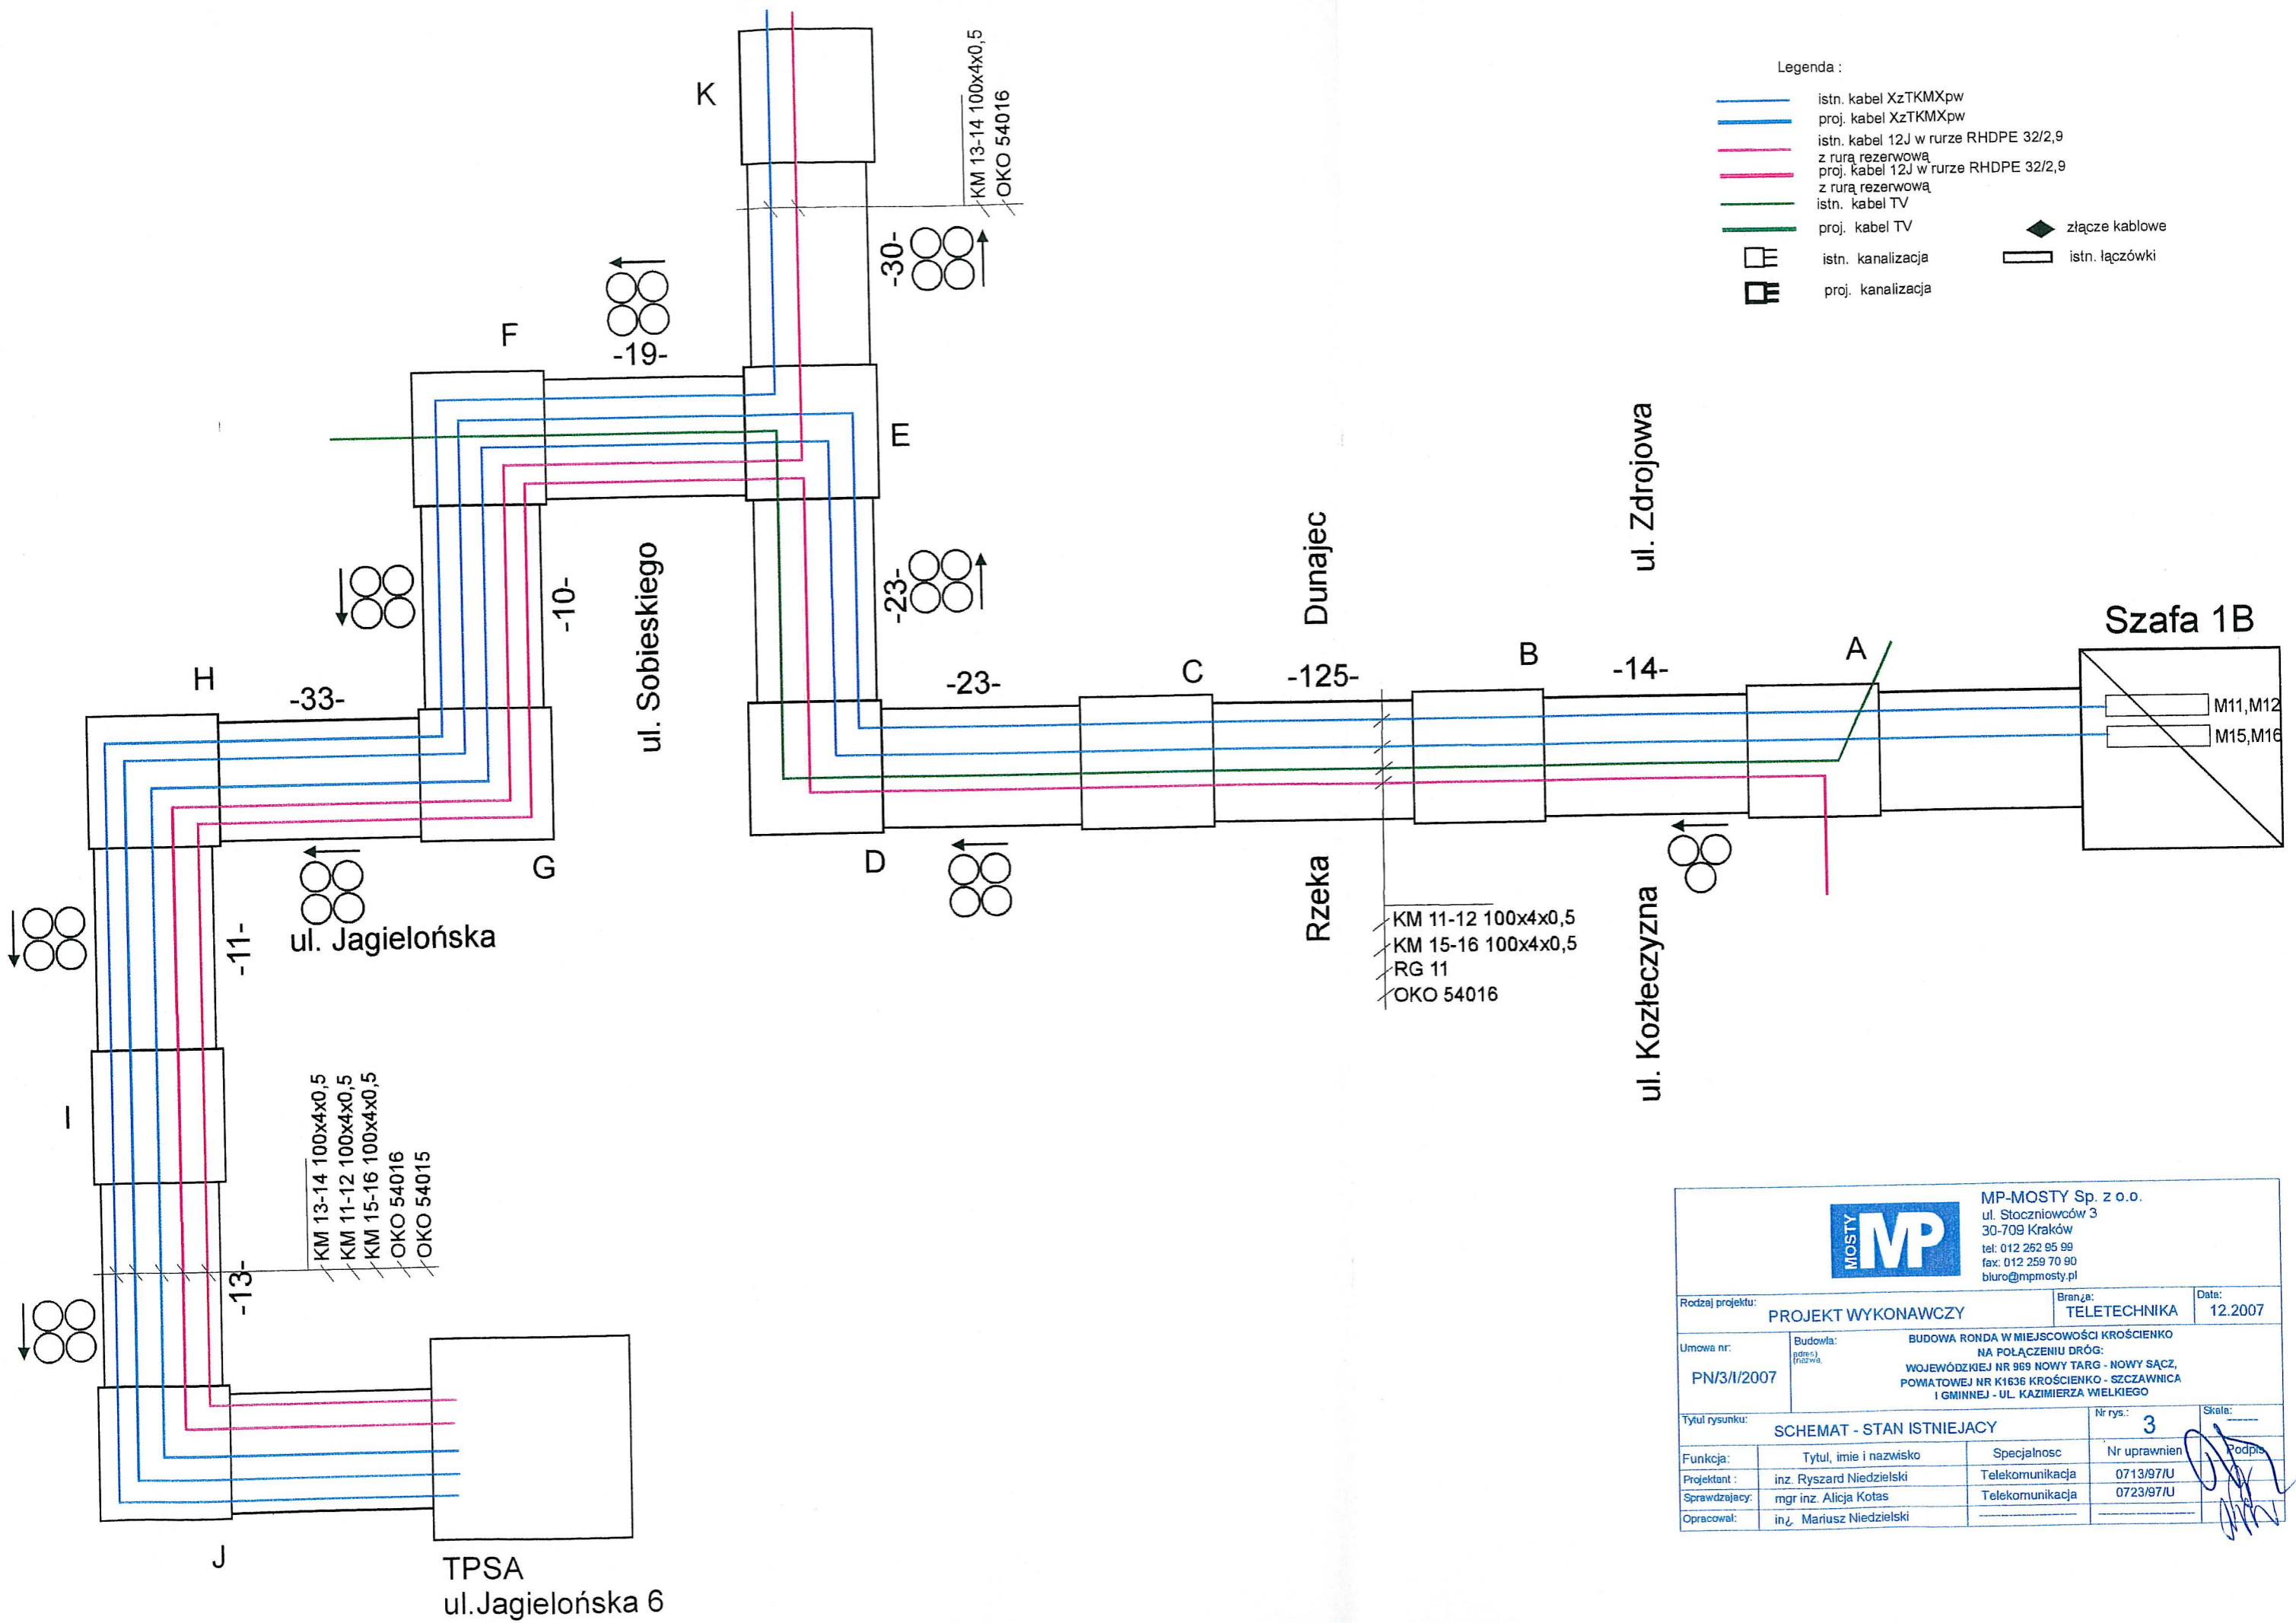 K
KM 13-14 100x4x0,5
OKO 54016
Legenda :
istn. kabel XzTKMXpw
proj. kabel XzTKMXpw
istn. kabel 12J w rurze RHDPE 32/2,9
z rurą rezerwową
proj. kabel 12J w rurze RHDPE 32/2,9
z rurą rezerwową
istn. kabel TV
proj. kabel TV
złącze kablowe
istn. kanalizacja
istn. łączówki
proj. kanalizacja
-30-
F
-19-
E
ul. Sobieskiego
-10-
-23-
Dunajec
ul. Zdrojowa
Szafa 1B
H
-33-
-23-
C
-125-
B
-14-
A
M11,M12
M15,M16
G
D
Rzeka
ul. Kozłeczyzna
ul. Jagielońska
-11-
KM 11-12 100x4x0,5
KM 15-16 100x4x0,5
RG 11
OKO 54016
I
KM 13-14 100x4x0,5
KM 11-12 100x4x0,5
KM 15-16 100x4x0,5
OKO 54016
OKO 54015
-13-
J
TPSA
ul.Jagielońska 6
MOSTY MP
MP-MOSTY Sp. z o.o.
ul. Stoczniowców 3
30-709 Kraków
tel: 012 262 95 99
fax: 012 259 70 90
biuro@mpmosty.pl
Rodzaj projektu:
PROJEKT WYKONAWCZY
Branża:
TELETECHNIKA
Data:
12.2007
Umowa nr:
PN/3/I/2007
Budowla:
BUDOWA RONDA W MIEJSCOWOŚCI KROŚCIENKO
NA POŁĄCZENIU DRÓG:
WOJEWÓDZKIEJ NR 969 NOWY TARG - NOWY SĄCZ,
POWIATOWEJ NR K1636 KROŚCIENKO - SZCZAWNICA
I GMINNEJ - UL. KAZIMIERZA WIELKIEGO
Tytul rysunku:
SCHEMAT - STAN ISTNIEJACY
Nr rys.:
3
Skala:
Funkcja:
Tytul, imie i nazwisko
Specjalnosc
Nr uprawnien
Podpis
Projektant :
inz. Ryszard Niedzielski
Telekomunikacja
0713/97/U
Sprawdzajacy:
mgr inz. Alicja Kotas
Telekomunikacja
0723/97/U
Opracowal:
inż. Mariusz Niedzielski